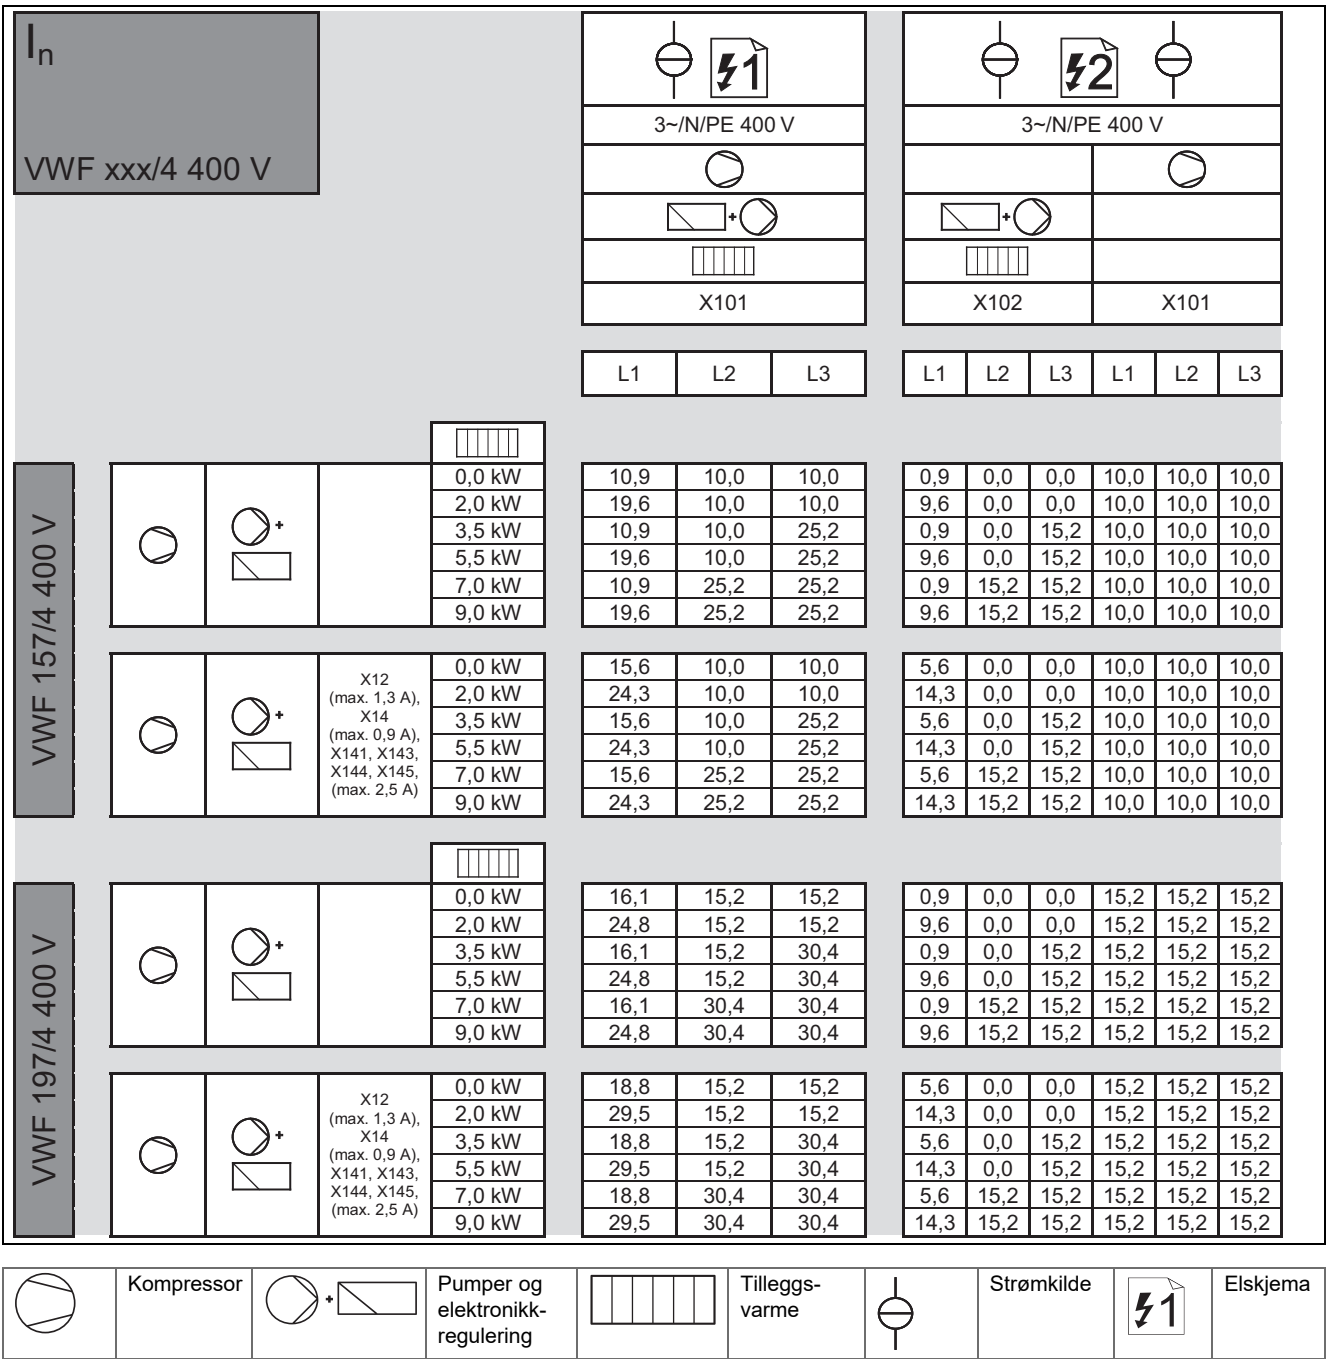 In
VWF xxx/4 400 V
1
2
3~/N/PE 400 V
3~/N/PE 400 V
X101
X102
X101
L1 L2 L3 L1 L2 L3 L1 L2 L3
VWF 157/4 400 V
0,0 kW 10,9 10,0 10,0 0,9 0,0 0,0 10,0 10,0 10,0
2,0 kW 19,6 10,0 10,0 9,6 0,0 0,0 10,0 10,0 10,0
3,5 kW 10,9 10,0 25,2 0,9 0,0 15,2 10,0 10,0 10,0
5,5 kW 19,6 10,0 25,2 9,6 0,0 15,2 10,0 10,0 10,0
7,0 kW 10,9 25,2 25,2 0,9 15,2 15,2 10,0 10,0 10,0
9,0 kW 19,6 25,2 25,2 9,6 15,2 15,2 10,0 10,0 10,0
X12
(max. 1,3 A),
X14
(max. 0,9 A),
X141, X143,
X144, X145,
(max. 2,5 A)
0,0 kW 15,6 10,0 10,0 5,6 0,0 0,0 10,0 10,0 10,0
2,0 kW 24,3 10,0 10,0 14,3 0,0 0,0 10,0 10,0 10,0
3,5 kW 15,6 10,0 25,2 5,6 0,0 15,2 10,0 10,0 10,0
5,5 kW 24,3 10,0 25,2 14,3 0,0 15,2 10,0 10,0 10,0
7,0 kW 15,6 25,2 25,2 5,6 15,2 15,2 10,0 10,0 10,0
9,0 kW 24,3 25,2 25,2 14,3 15,2 15,2 10,0 10,0 10,0
VWF 197/4 400 V
0,0 kW 16,1 15,2 15,2 0,9 0,0 0,0 15,2 15,2 15,2
2,0 kW 24,8 15,2 15,2 9,6 0,0 0,0 15,2 15,2 15,2
3,5 kW 16,1 15,2 30,4 0,9 0,0 15,2 15,2 15,2 15,2
5,5 kW 24,8 15,2 30,4 9,6 0,0 15,2 15,2 15,2 15,2
7,0 kW 16,1 30,4 30,4 0,9 15,2 15,2 15,2 15,2 15,2
9,0 kW 24,8 30,4 30,4 9,6 15,2 15,2 15,2 15,2 15,2
X12
(max. 1,3 A),
X14
(max. 0,9 A),
X141, X143,
X144, X145,
(max. 2,5 A)
0,0 kW 18,8 15,2 15,2 5,6 0,0 0,0 15,2 15,2 15,2
2,0 kW 29,5 15,2 15,2 14,3 0,0 0,0 15,2 15,2 15,2
3,5 kW 18,8 15,2 30,4 5,6 0,0 15,2 15,2 15,2 15,2
5,5 kW 29,5 15,2 30,4 14,3 0,0 15,2 15,2 15,2 15,2
7,0 kW 18,8 30,4 30,4 5,6 15,2 15,2 15,2 15,2 15,2
9,0 kW 29,5 30,4 30,4 14,3 15,2 15,2 15,2 15,2 15,2
Kompressor
Pumper og
elektronikk-
regulering
Tilleggs-
varme
Strømkilde
1
Elskjema